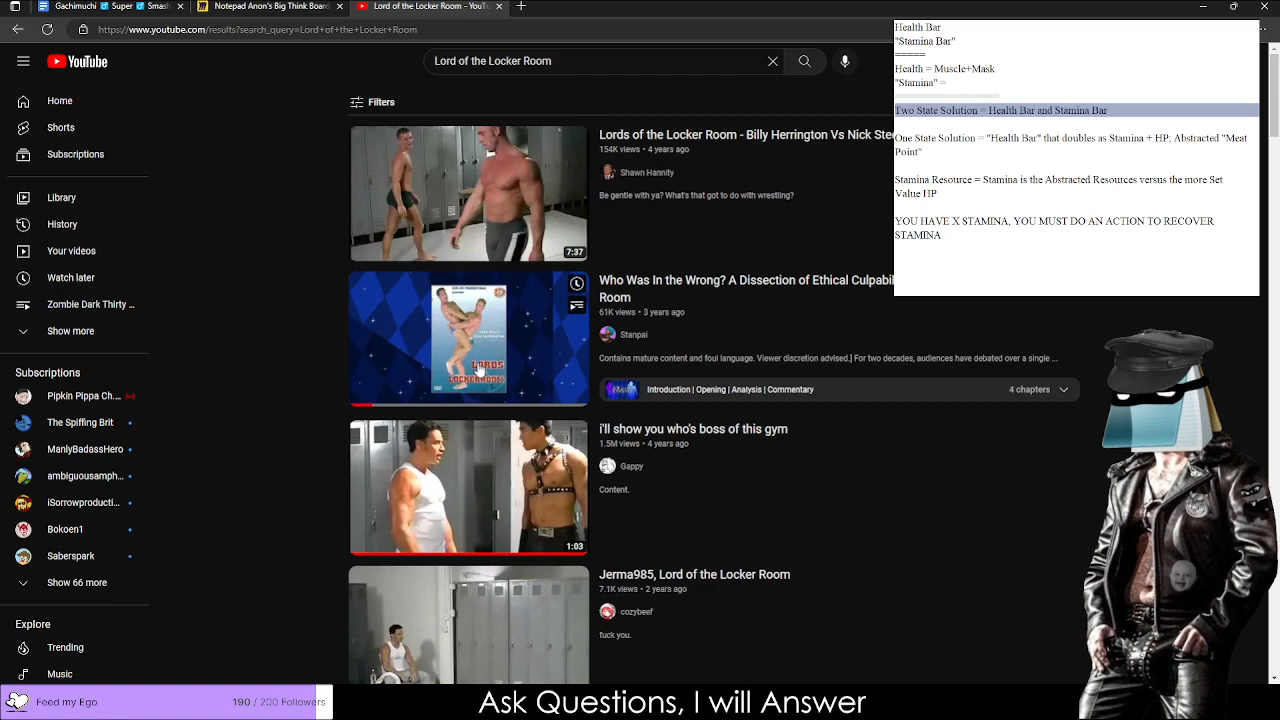 Gechimuchi Super Smash
Notepad Anon's Big Think Board
Lord of the Locker Room - YouT
https://www.youtube.com/results?search_query=Lord+of+the+Locker+Room
YouTube
Lord of the Locker Room
Home
Shorts
Subscriptions
Library
History
Your videos
Watch later
Zombie Dark Thirty ...
Show more
Subscriptions
Pipkin Pippa Ch....
The Spiffing Brit
ManlyBadassHero
ambiguousamph...
iSorrowproducti...
Bokoen1
Saberspark
Show 66 more
Explore
Trending
Music
Filters
7:37
Lords of the Locker Room - Billy Herrington Vs Nick Ste
154K views • 4 years ago
Shawn Hannity
Be gentle with ya? What's that got to do with wrestling?
LORDS
LOCKERROOM
Who Was In the Wrong? A Dissection of Ethical Culpabi
Room
61K views • 3 years ago
Stanpai
Contains mature content and foul language. Viewer discretion advised.] For two decades, audiences have debated over a single ...
Introduction | Opening | Analysis | Commentary
4 chapters
1:03
i'll show you who's boss of this gym
1.5M views • 4 years ago
Gappy
Content.
Jerma985, Lord of the Locker Room
7.1K views • 2 years ago
cozybeef
fuck you.
Health Bar
"Stamina Bar"
=====
Health = Muscle+Mask
"Stamina" =
=================
Two State Solution = Health Bar and Stamina Bar
One State Solution = "Health Bar" that doubles as Stamina + HP; Abstracted "Meat
Point"
Stamina Resource = Stamina is the Abstracted Resources versus the more Set
Value HP
YOU HAVE X STAMINA, YOU MUST DO AN ACTION TO RECOVER
STAMINA
Feed my Ego
190 / 200 Followers
Ask Questions, I will Answer